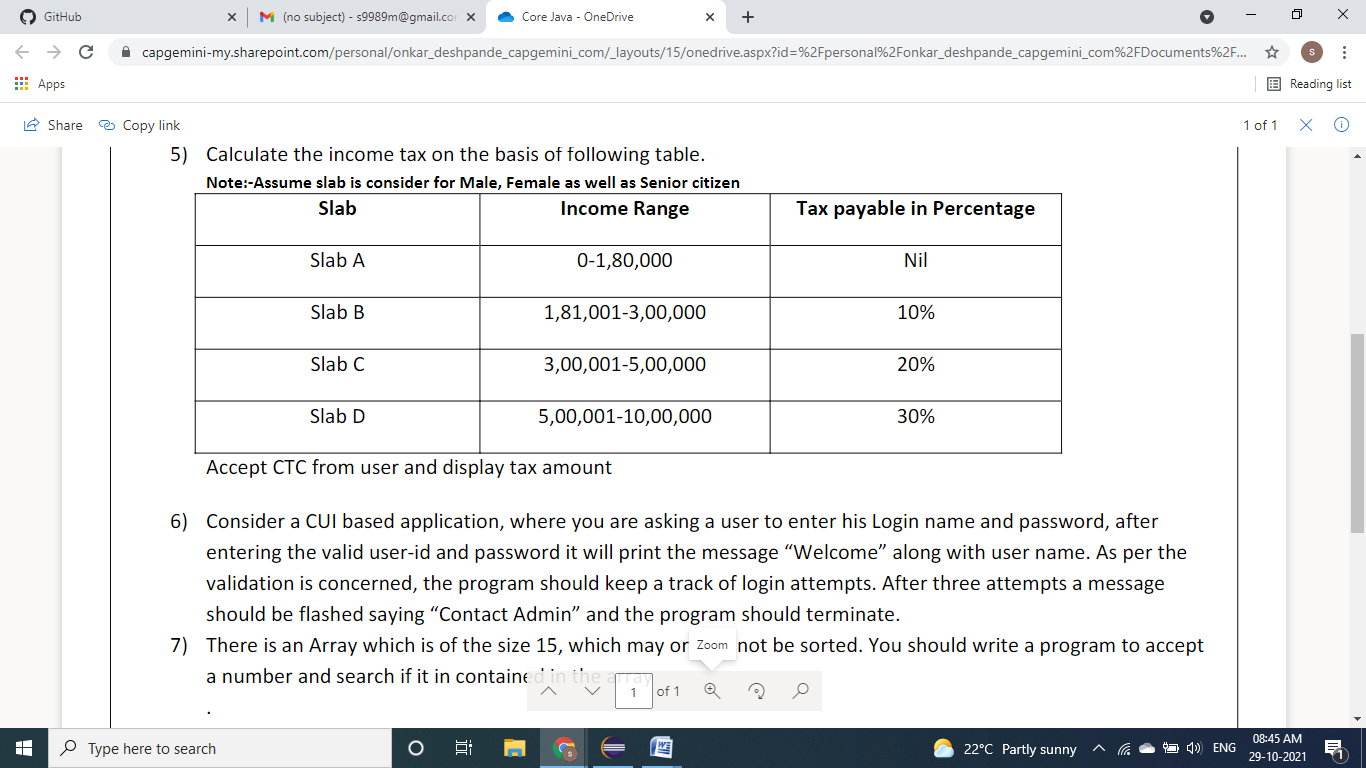 GitHub
(no subject) - s9989m@gmail.co
Core Java - OneDrive
capgemini-my.sharepoint.com/personal/onkar_deshpande_capgemini_com/_layouts/15/onedrive.aspx?id=%2Fpersonal%2Fonkar_deshpande_capgemini_com%2FDocuments%2F...
S
Apps
Reading list
Share
Copy link
1 of 1
5) Calculate the income tax on the basis of following table.
Note:-Assume slab is consider for Male, Female as well as Senior citizen
Slab Income Range Tax payable in Percentage
Slab A 0-1,80,000 Nil
Slab B 1,81,001-3,00,000 10%
Slab C 3,00,001-5,00,000 20%
Slab D 5,00,001-10,00,000 30%
Accept CTC from user and display tax amount
6) Consider a CUI based application, where you are asking a user to enter his Login name and password, after
entering the valid user-id and password it will print the message “Welcome” along with user name. As per the
validation is concerned, the program should keep a track of login attempts. After three attempts a message
should be flashed saying “Contact Admin” and the program should terminate.
7) There is an Array which is of the size 15, which may or not be sorted. You should write a program to accept
Zoom
a number and search if it in contained in the array
.
1 of 1
Type here to search
22°C Partly sunny
ENG
08:45 AM
29-10-2021
1